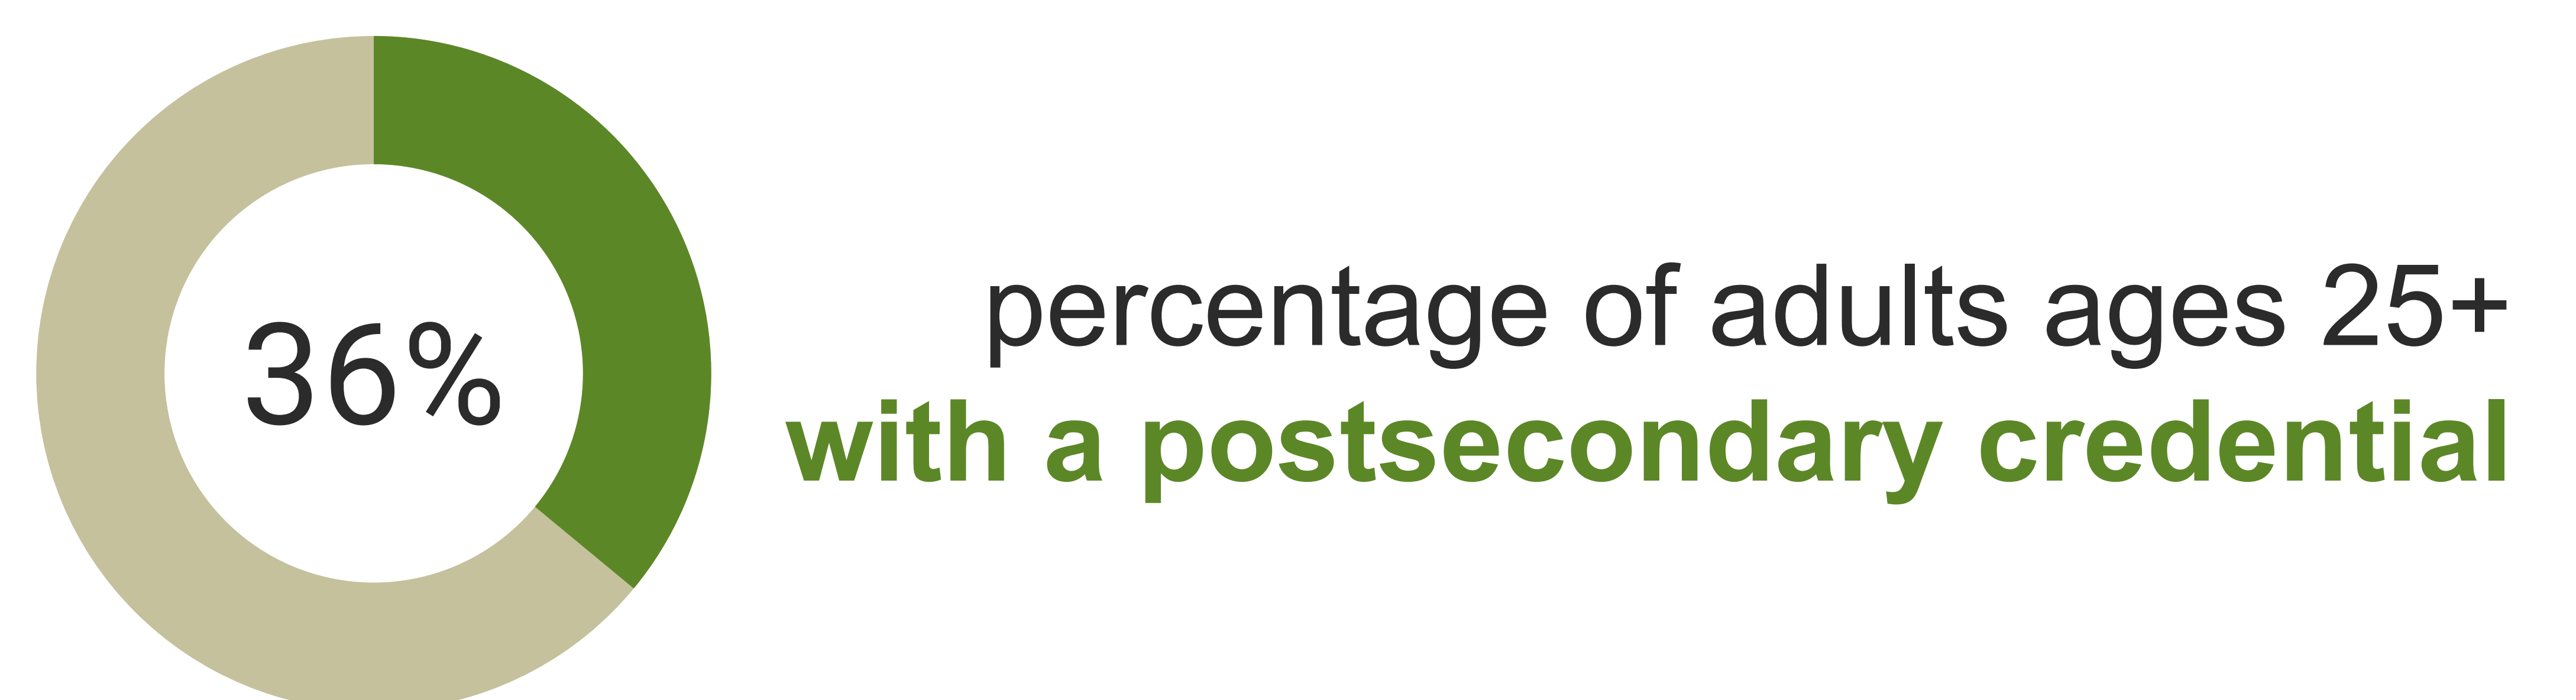 36%
percentage of adults ages 25+
with a postsecondary credential